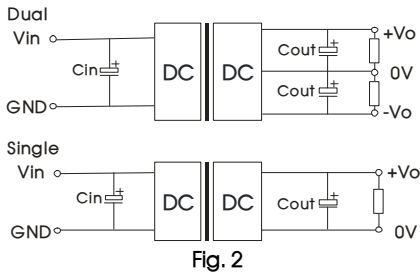 Dual
Vin
+Vo
Cout
+
Cin
+
DC
DC
0V
Cout
+
GND
-Vo
Single
Vin
+Vo
Cin
+
DC
DC
Cout
+
GND
0V
Fig. 2